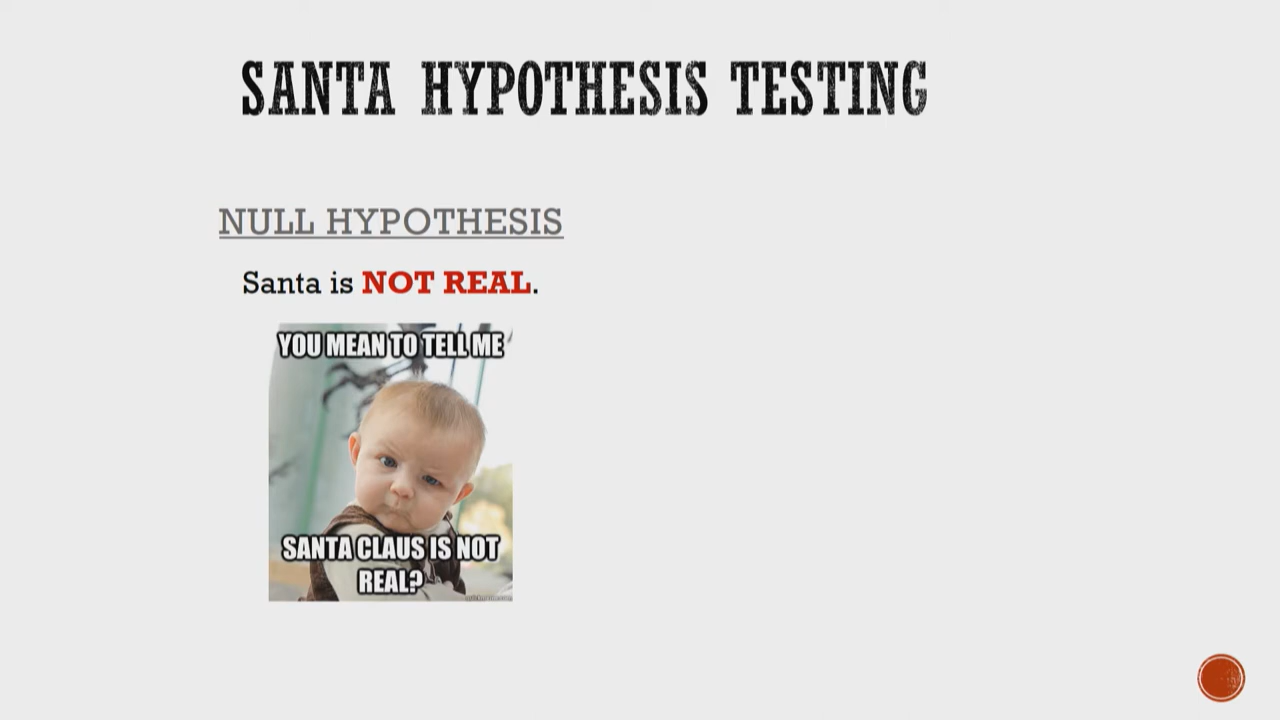 SANTA HYPOTHESIS TESTING
NULL HYPOTHESIS
Santa is NOT REAL.
YOU MEAN TO TELL ME
SANTA CLAUS IS NOT
REAL?